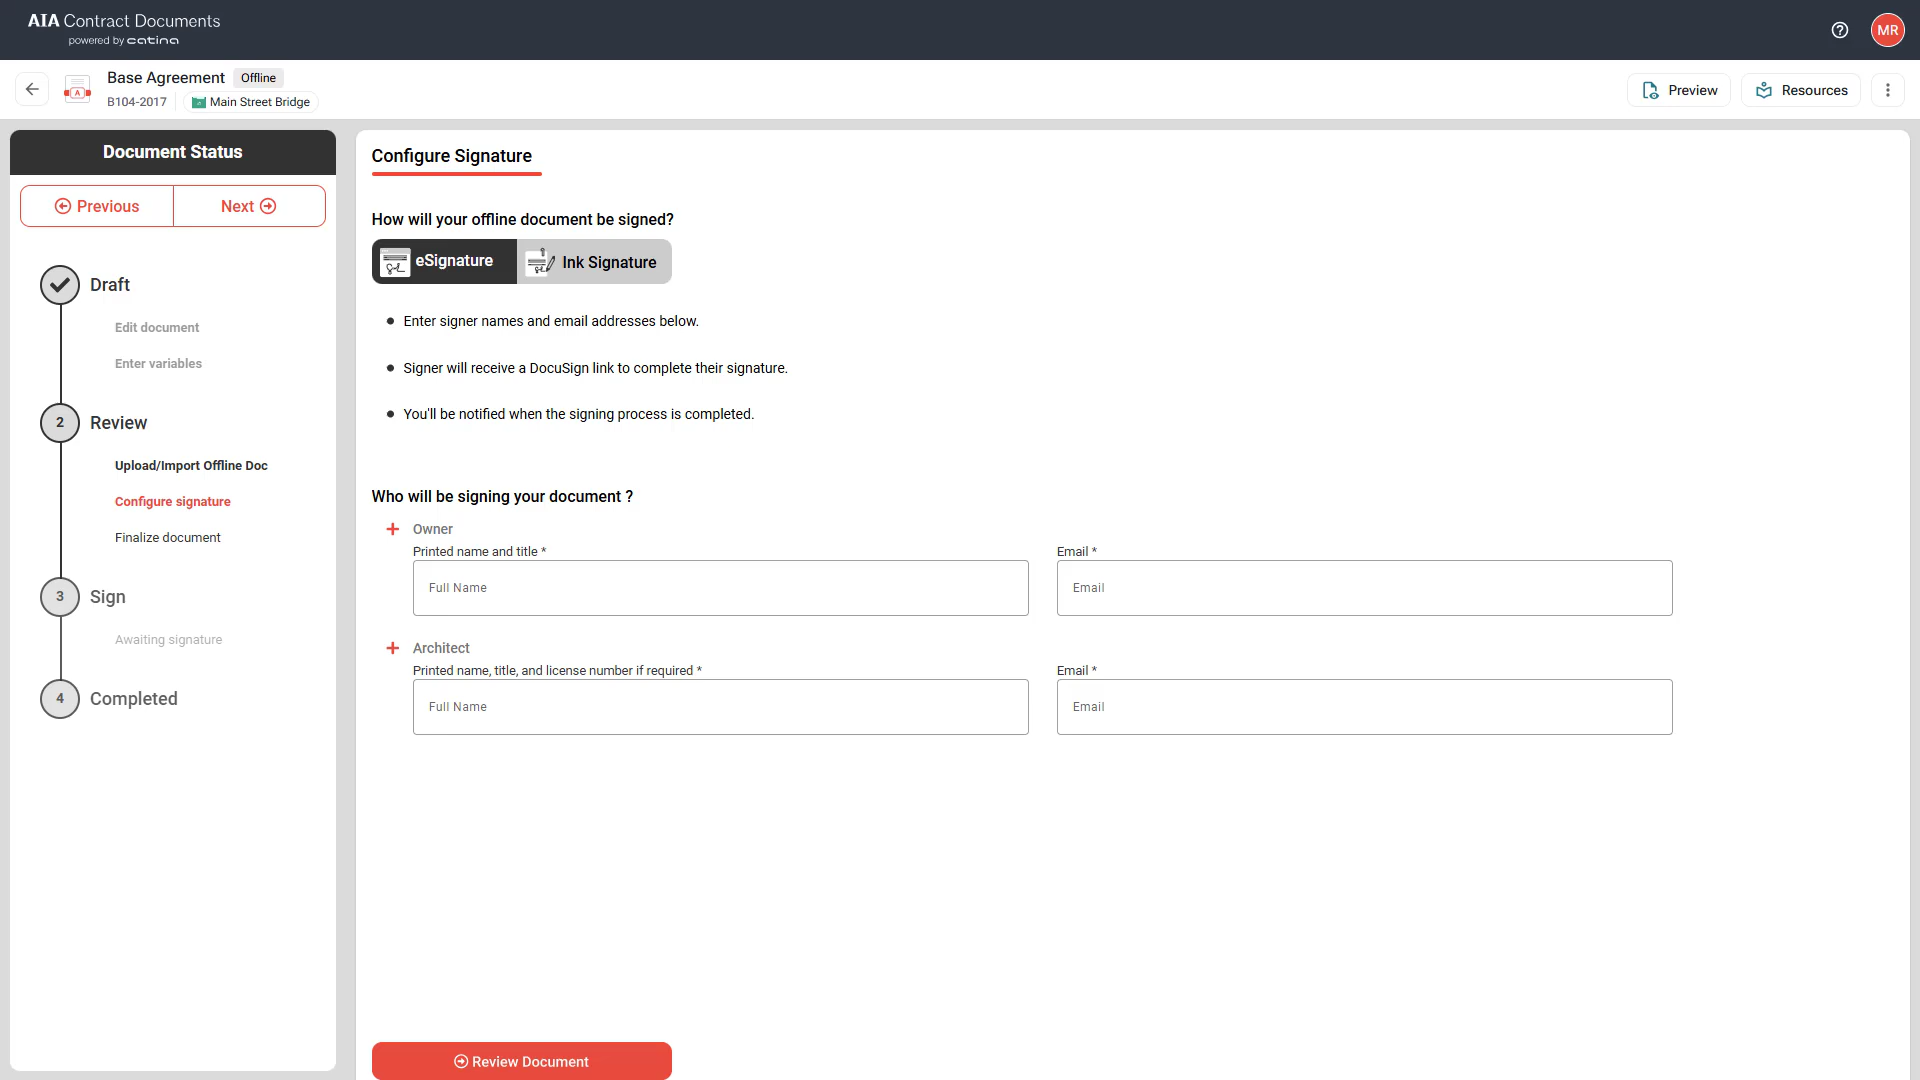 AIA Contract Documents
powered by catina
MR
Base Agreement
Offline
B104-2017
Main Street Bridge
Preview
Resources
Document Status
Previous
Next
Draft
Edit document
Enter variables
2
Review
Upload/Import Offline Doc
Configure signature
Finalize document
3
Sign
Awaiting signature
4
Completed
Configure Signature
How will your offline document be signed?
eSignature
Ink Signature
Enter signer names and email addresses below.
Signer will receive a DocuSign link to complete their signature.
You'll be notified when the signing process is completed.
Who will be signing your document ?
Owner
Printed name and title *
Email *
Full Name
Email
Architect
Printed name, title, and license number if required *
Email *
Full Name
Email
Review Document